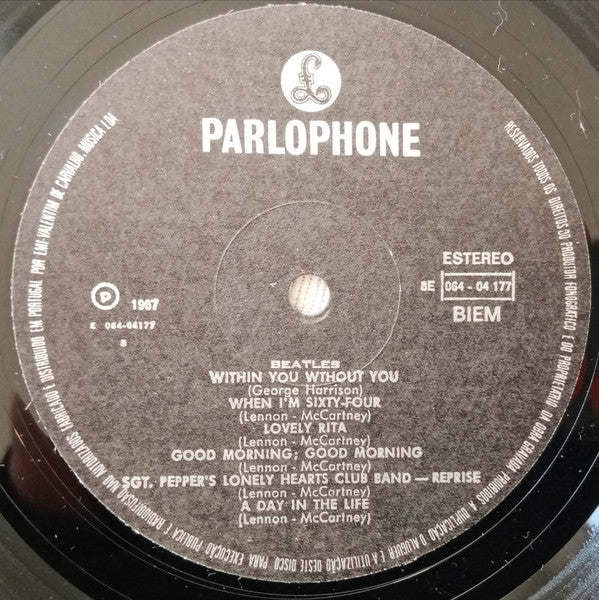 £
PARLOPHONE
ESTEREO
8E 064 - 04 177
BIEM
℗ 1967
E 064-04177
B
BEATLES
WITHIN YOU WTHOUT YOU
(George Harrison)
WHEN I'M SIXTY-FOUR
(Lennon - McCartney)
LOVELY RITA
(Lennon - McCartney)
GOOD MORNING; GOOD MORNING
(Lennon - McCartney)
SGT. PEPPER'S LONELY HEARTS CLUB BAND — REPRISE
(Lennon - McCartney)
A DAY IN THE LIFE
(Lennon - McCartney)
FABRICADO E DISTRIBUIDO EM PORTUGAL POR EMI-VALENTIM DE CARVALHO, MUSICA LDA
RESERVADOS TODOS OS DIREITOS DO PRODUTOR FONOGRÁFICO E DO PROPRIETÁRIO DA OBRA GRAVADA PROIBIDOS A DUPLICAÇÃO O ALUGUER E A UTILIZAÇÃO DESTE DISCO PARA EXECUÇÃO PÚBLICA E RADIODIFUSÃO NÃO AUTORIZADOS